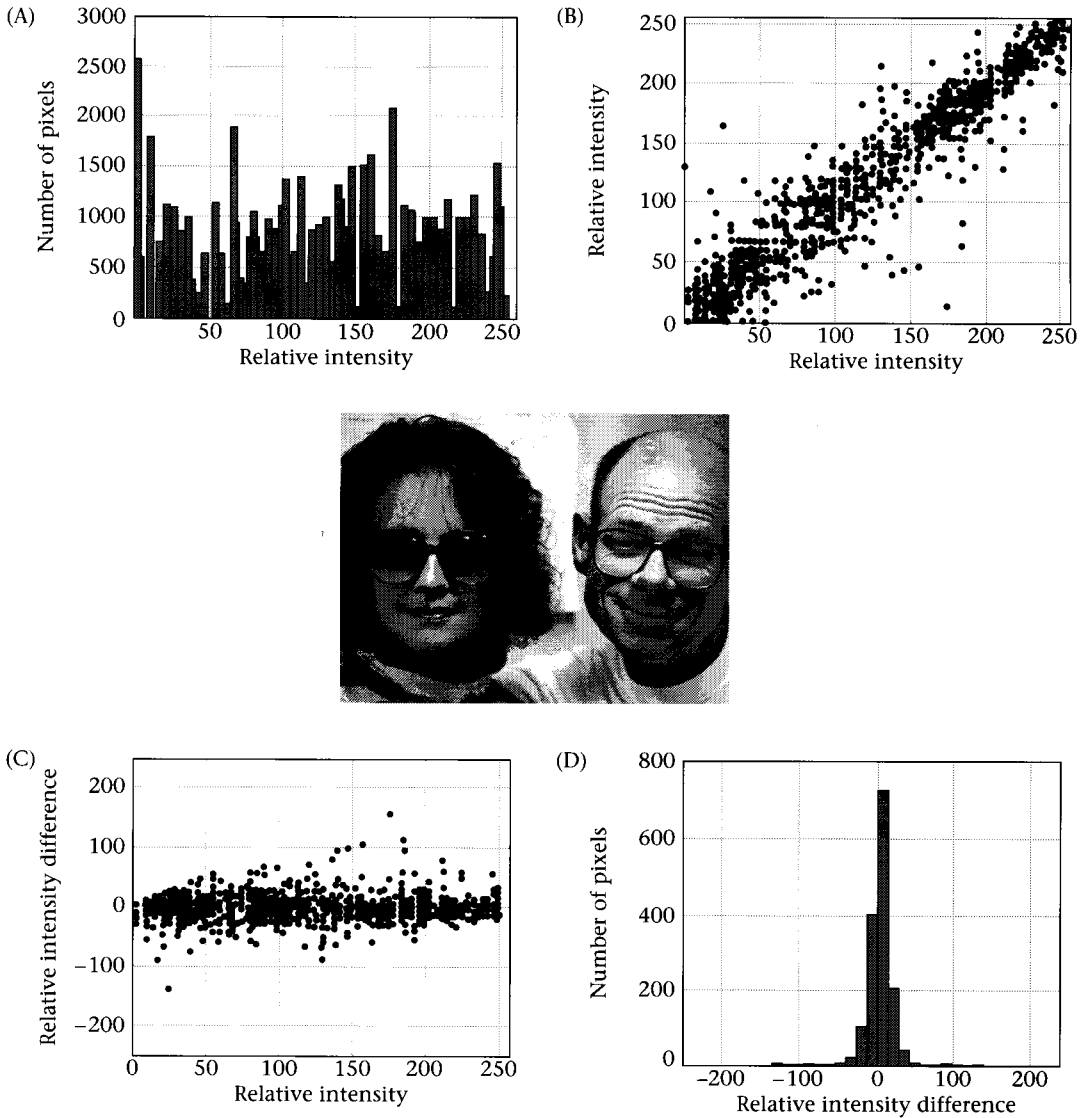 (A)
3000
2500
2000
1500
1000
500
0
Number of pixels
50 100 150 200 250
Relative intensity
(B)
250
200
150
100
50
0
Relative intensity
50 100 150 200 250
Relative intensity
(C)
200
100
0
−100
−200
Relative intensity difference
0 50 100 150 200 250
Relative intensity
(D)
800
600
400
200
0
Number of pixels
−200 −100 0 100 200
Relative intensity difference